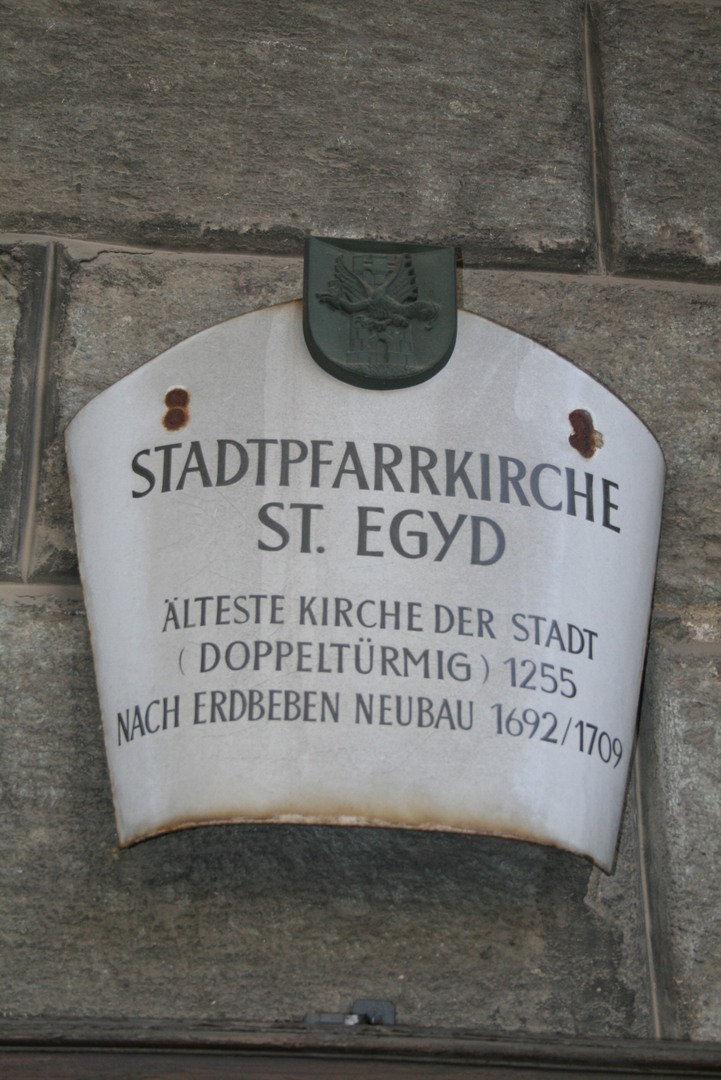 STADTPFARRKIRCHE
ST. EGYD
ÄLTESTE KIRCHE DER STADT
(DOPPELTÜRMIG) 1255
NACH ERDBEBEN NEUBAU 1692/1709